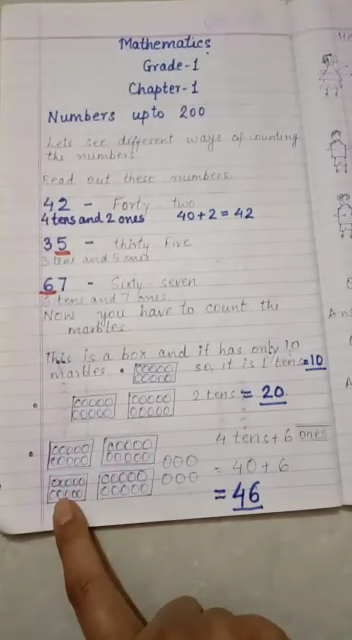 Mathematics
Grade-1
Chapter-1
Numbers upto 200
Lets see different ways of counting
the numbers.
Read out these numbers.
42 - Forty two
4 tens and 2 ones 40+2=42
35 - thirty five
3 tens and 5 ones
67 - Sixty seven
6 tens and 7 ones.
Now you have to count the
marbles.
This is a box and it has only 10
marbles. so, it is 1 tens=10
2 tens = 20.
4 tens+6 ones
= 40+6
= 46